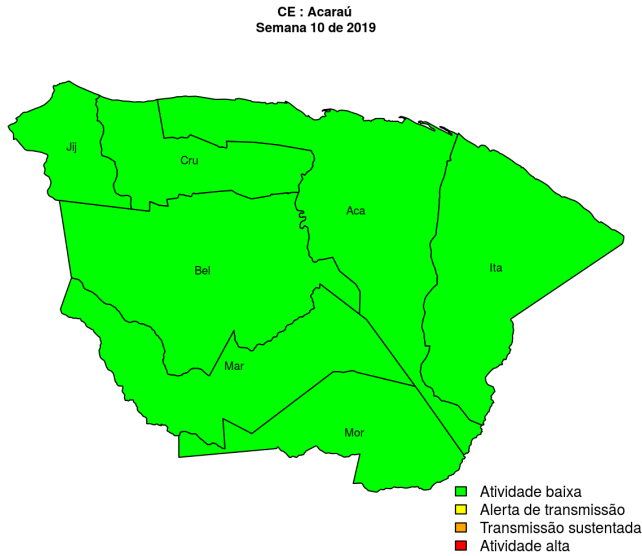 CE : Acaraú
Semana 10 de 2019
Jij
Cru
Aca
Bel
Ita
Mar
Mor
Atividade baixa
Alerta de transmissão
Transmissão sustentada
Atividade alta